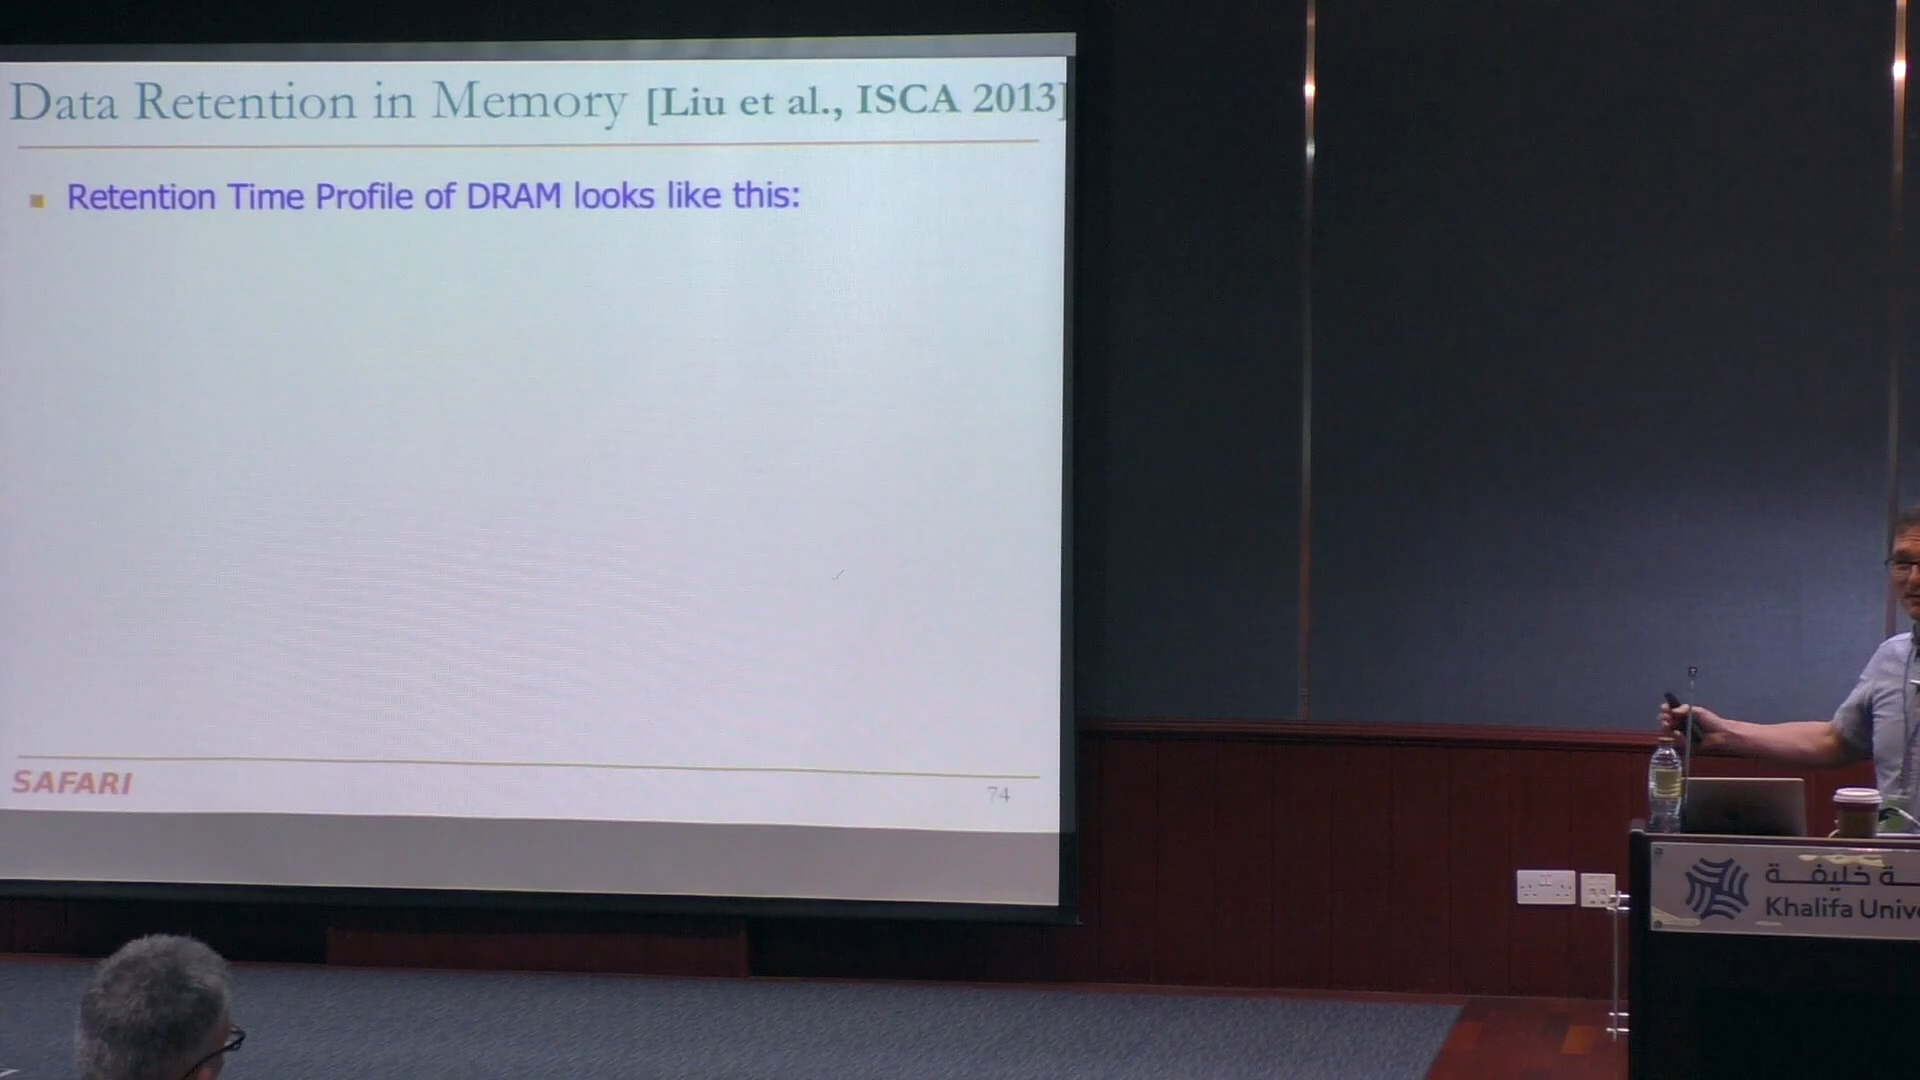 Data Retention in Memory [Liu et al., ISCA 2013]
Retention Time Profile of DRAM looks like this:
SAFARI
74
خليفة
Khalifa